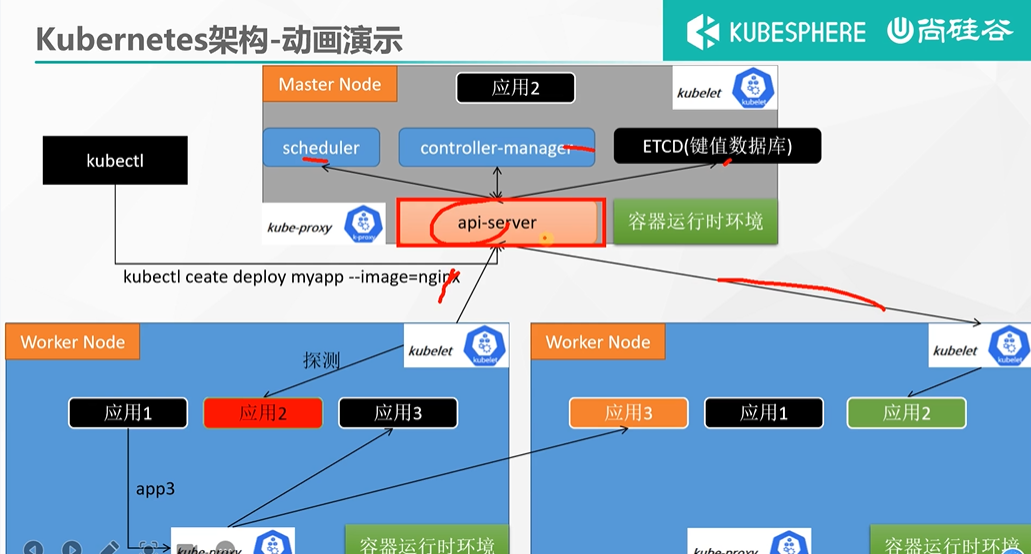 Kubernetes架构-动画演示
KUBESPHERE 尚硅谷
Master Node
应用2
kubelet
kubelet
kubectl
scheduler
controller-manager
ETCD(键值数据库)
kube-proxy
k-proxy
api-server
容器运行时环境
kubectl ceate deploy myapp --image=nginx
Worker Node
kubelet
kubelet
探测
应用1
应用2
应用3
app3
kube-proxy
容器运行时环境
Worker Node
kubelet
kubelet
应用3
应用1
应用2
kube-proxy
容器运行时环境